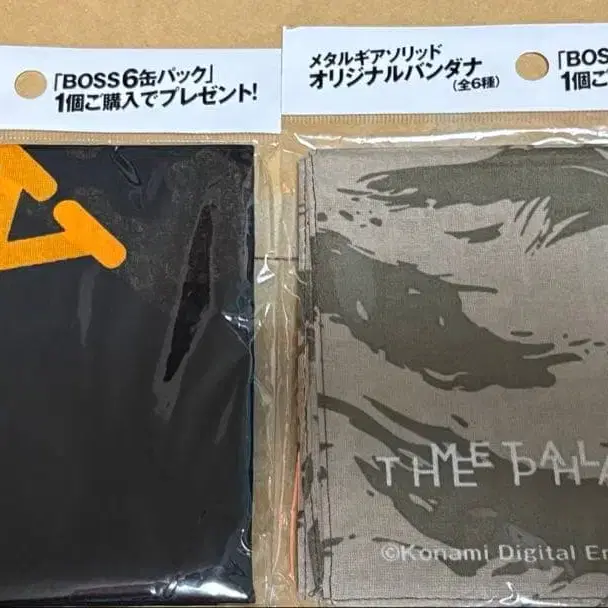 「BOSS6缶パック」
1個ご購入でプレゼント!
メタルギアソリッド
オリジナルバンダナ
(全6種)
「BOS
1個ご
META
THE PHA
©Konami Digital En